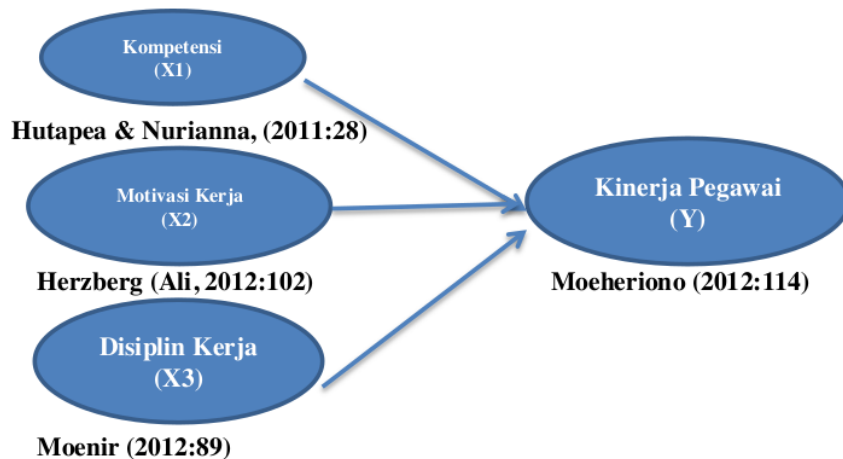 Kompetensi
(X1)
Hutapea & Nurianna, (2011:28)
Motivasi Kerja
(X2)
Herzberg (Ali, 2012:102)
Disiplin Kerja
(X3)
Moenir (2012:89)
Kinerja Pegawai
(Y)
Moeheriono (2012:114)